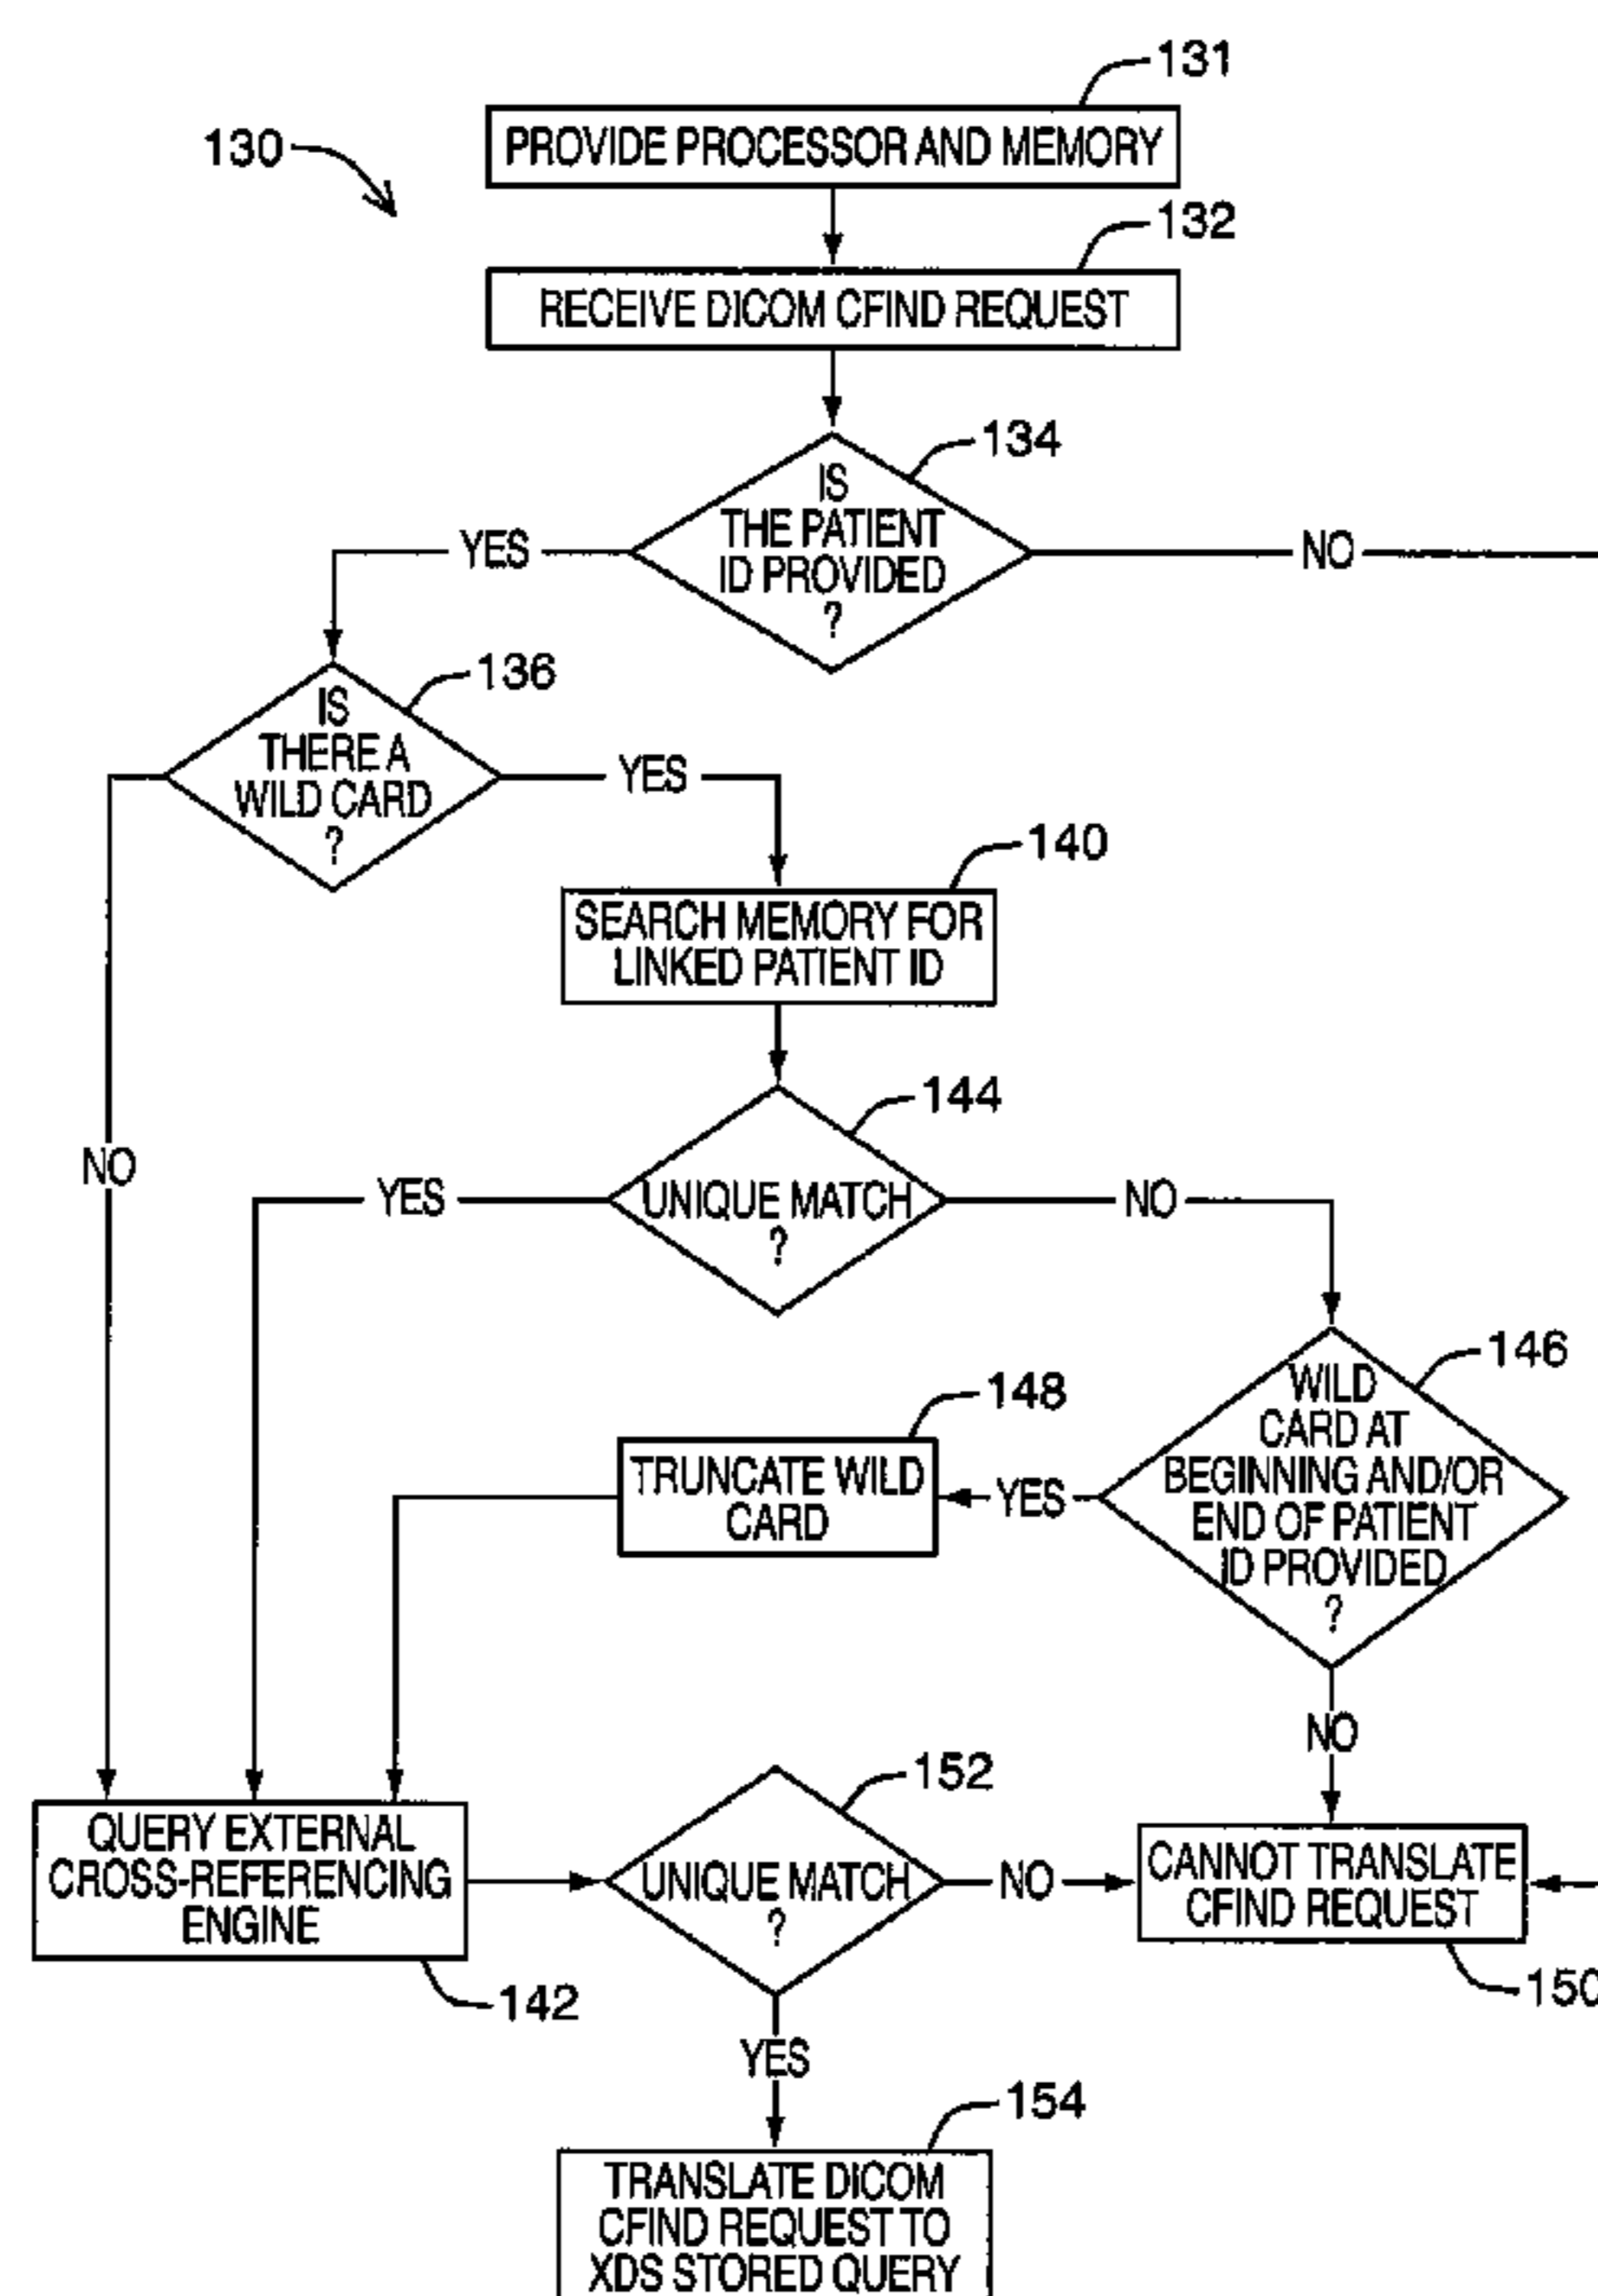 131
130
PROVIDE PROCESSOR AND MEMORY
132
RECEIVE DICOM CFIND REQUEST
134
IS
THE PATIENT
ID PROVIDED
?
YES
NO
136
IS
THERE A
WILD CARD
?
YES
140
SEARCH MEMORY FOR
LINKED PATIENT ID
144
NO
YES
UNIQUE MATCH
?
NO
146
WILD
CARD AT
BEGINNING AND/OR
END OF PATIENT
ID PROVIDED
?
148
TRUNCATE WILD
CARD
YES
NO
152
QUERY EXTERNAL
CROSS-REFERENCING
ENGINE
UNIQUE MATCH
?
NO
CANNOT TRANSLATE
CFIND REQUEST
142
150
YES
154
TRANSLATE DICOM
CFIND REQUEST TO
XDS STORED QUERY